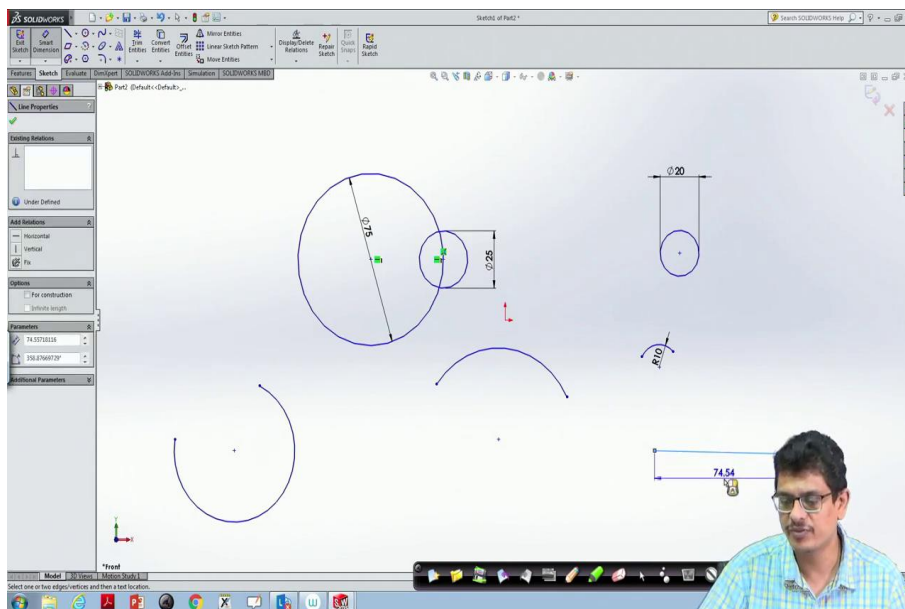 SOLIDWORKS
Sketch1 of Part2 *
Search SOLIDWORKS Help
Exit Sketch
Smart Dimension
Trim Entities
Convert Entities
Offset Entities
Mirror Entities
Linear Sketch Pattern
Move Entities
Display/Delete Relations
Repair Sketch
Quick Snaps
Rapid Sketch
Features Sketch Evaluate DimXpert SOLIDWORKS Add-Ins Simulation SOLIDWORKS MBD
Part2 (Default<<Default>_...
Line Properties ?
Existing Relations
Under Defined
Add Relations
Horizontal
Vertical
Fix
Options
For construction
Infinite length
Parameters
74.55718116
358.87669729°
Additional Parameters
Ø75
Ø25
Ø20
R10
74.54
Y
X
*Front
Model 3D Views Motion Study 1
Select one or two edges/vertices and then a text location.